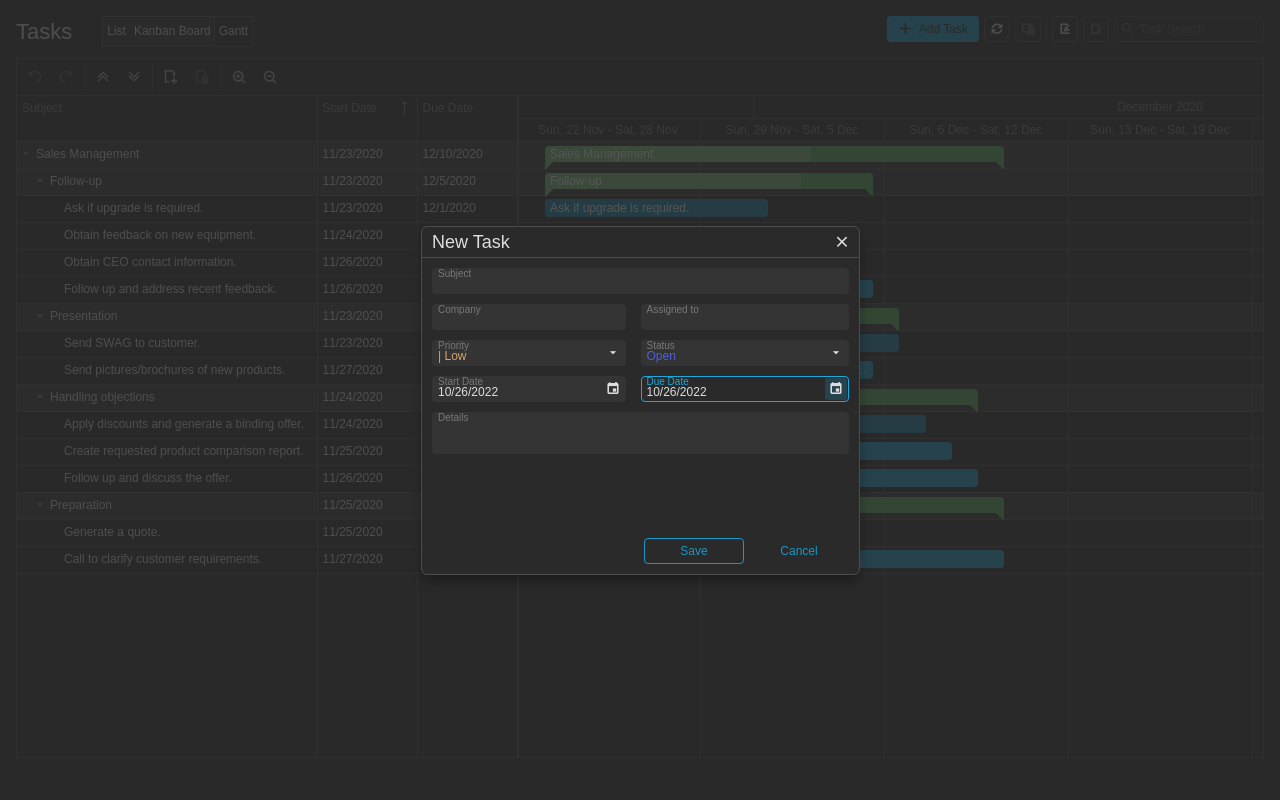 Tasks List Kanban Board Gantt Add Task Task Search
Subject Start Date Due Date December 2020
Sun, 22 Nov - Sat, 28 Nov Sun, 29 Nov - Sat, 5 Dec Sun, 6 Dec - Sat, 12 Dec Sun, 13 Dec - Sat, 19 Dec
Sales Management 11/23/2020 12/10/2020 Sales Management
Follow-up 11/23/2020 12/5/2020 Follow-up
Ask if upgrade is required. 11/23/2020 12/1/2020 Ask if upgrade is required.
Obtain feedback on new equipment. 11/24/2020
Obtain CEO contact information. 11/26/2020
Follow up and address recent feedback. 11/26/2020
Presentation 11/23/2020
Send SWAG to customer. 11/23/2020
Send pictures/brochures of new products. 11/27/2020
Handling objections 11/24/2020
Apply discounts and generate a binding offer. 11/24/2020
Create requested product comparison report. 11/25/2020
Follow up and discuss the offer. 11/26/2020
Preparation 11/25/2020
Generate a quote. 11/25/2020
Call to clarify customer requirements. 11/27/2020
New Task
Subject
Company Assigned to
Priority Status
| Low Open
Start Date Due Date
10/26/2022 10/26/2022
Details
Save Cancel